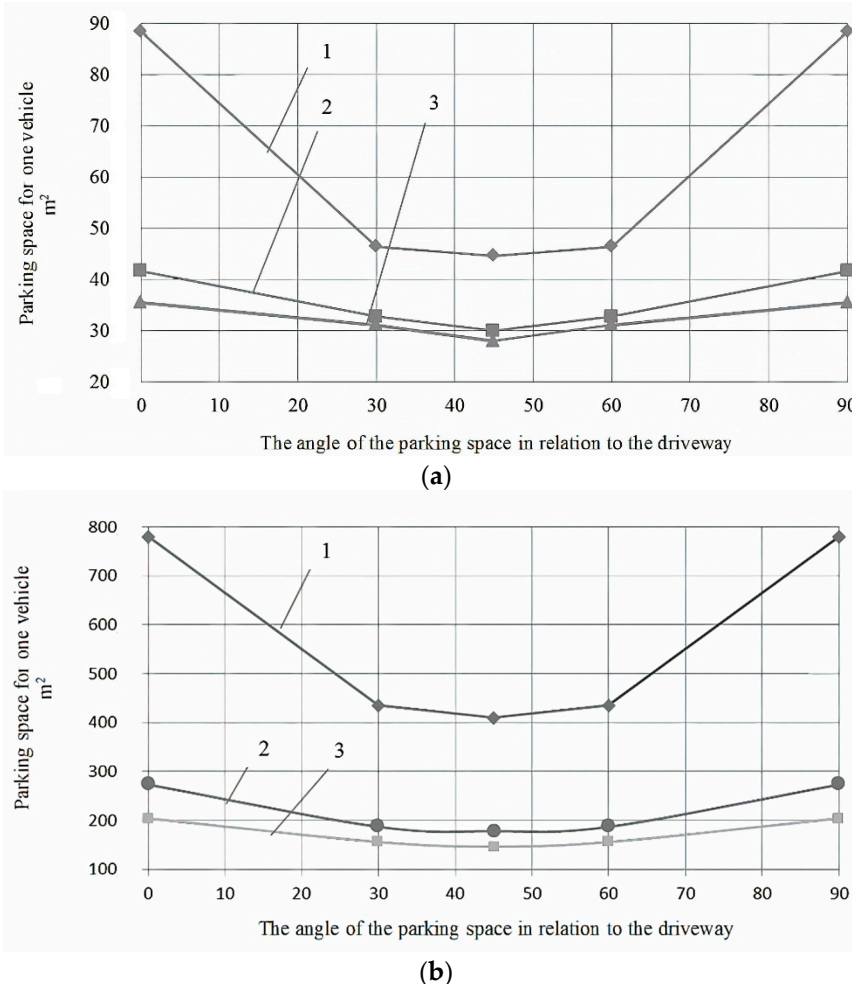 90
80
70
60
50
40
30
20
Parking space for one vehicle
m²
1
2
3
0 10 20 30 40 50 60 70 80 90
The angle of the parking space in relation to the driveway
(a)
800
700
600
500
400
300
200
100
Parking space for one vehicle
m²
1
2
3
0 10 20 30 40 50 60 70 80 90
The angle of the parking space in relation to the driveway
(b)